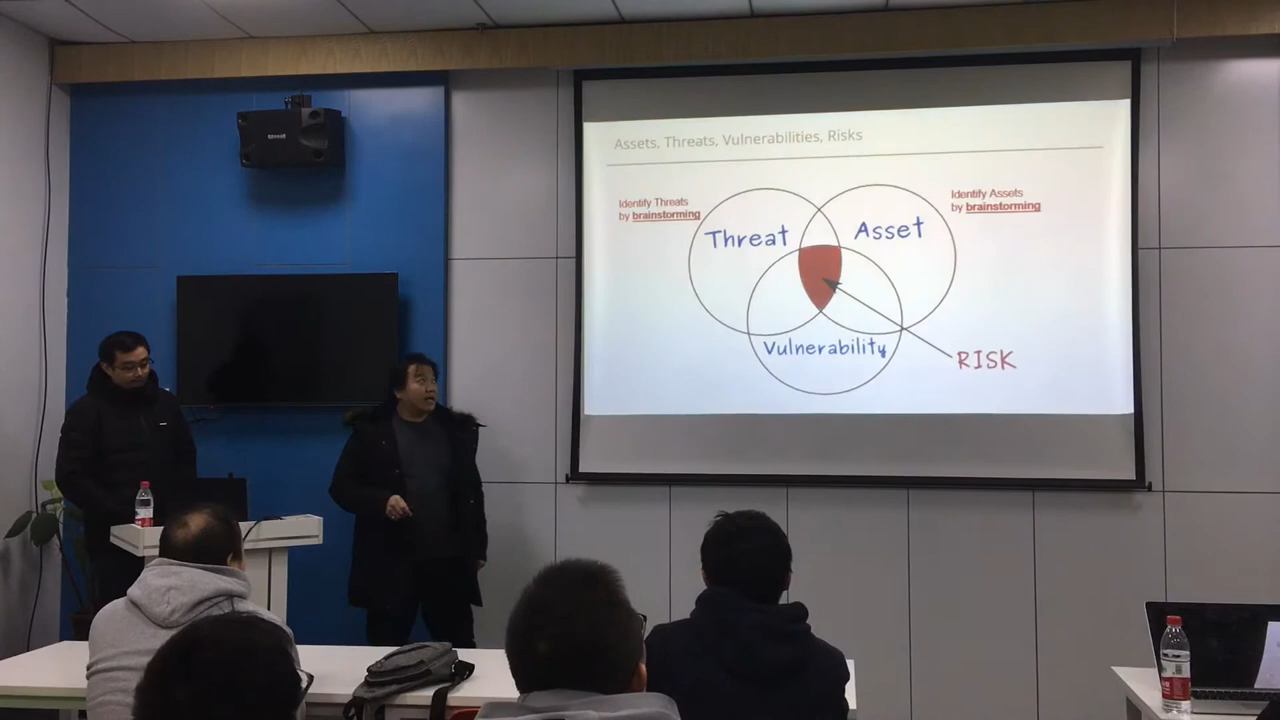 Assets, Threats, Vulnerabilities, Risks
Identify Threats
by brainstorming
Identify Assets
by brainstorming
Threat
Asset
Vulnerability
RISK